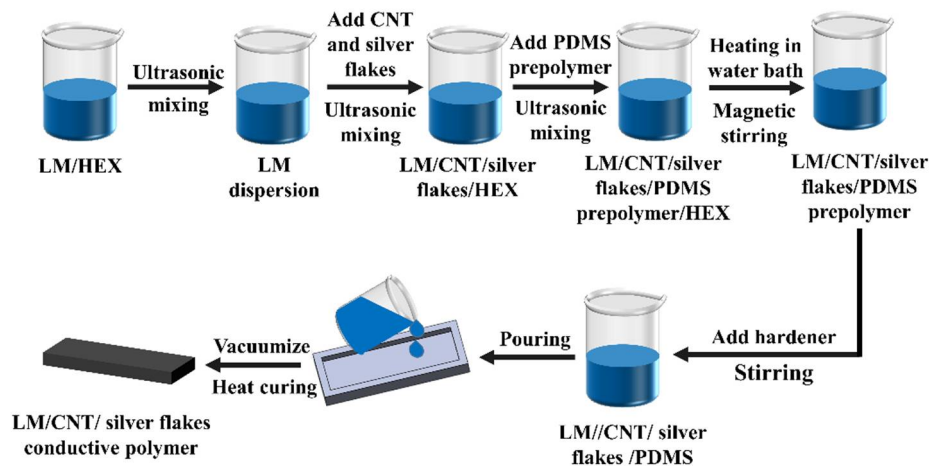 LM/HEX
Ultrasonic
mixing
LM
dispersion
Add CNT
and silver
flakes
Ultrasonic
mixing
LM/CNT/silver
flakes/HEX
Add PDMS
prepolymer
Ultrasonic
mixing
LM/CNT/silver
flakes/PDMS
prepolymer/HEX
Heating in
water bath
Magnetic
stirring
LM/CNT/silver
flakes/PDMS
prepolymer
Add hardener
Stirring
LM//CNT/ silver
flakes /PDMS
Pouring
Vacuumize
Heat curing
LM/CNT/ silver flakes
conductive polymer